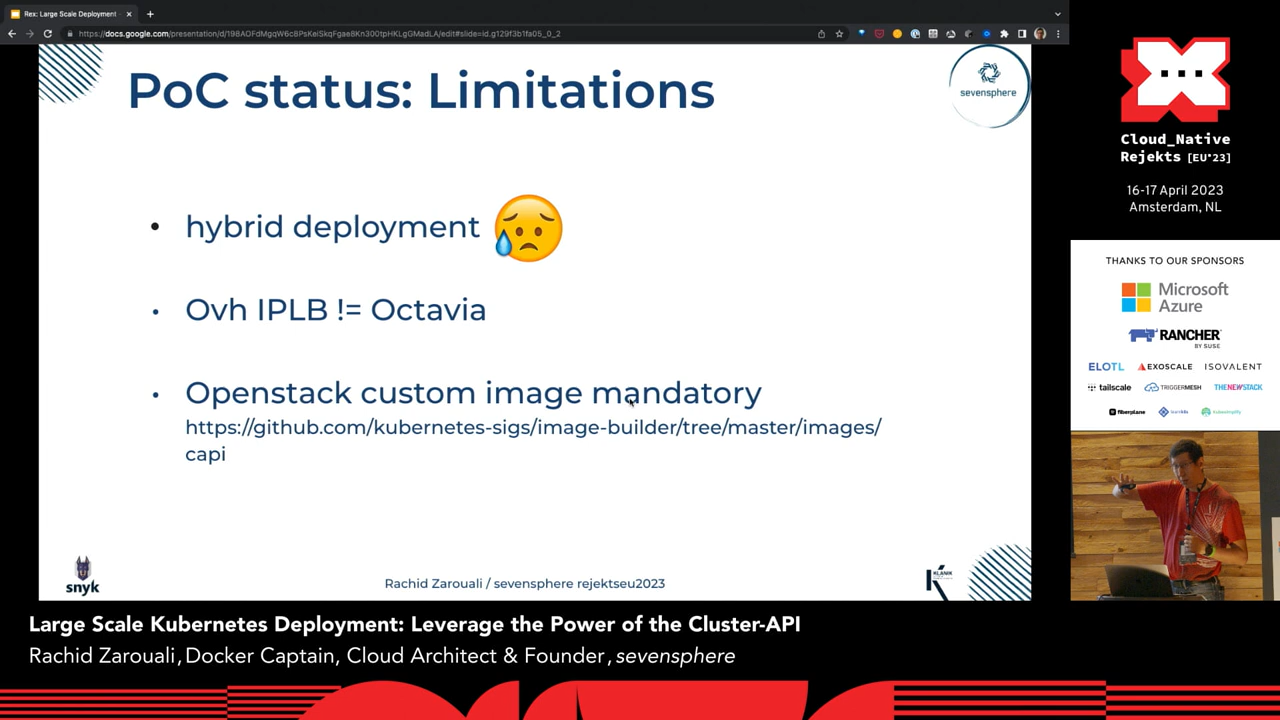 Rex: Large Scale Deployment -
https://docs.google.com/presentation/d/198AOFdMgqW6c8PsKeiSkqFgae8Kn300tpHKLgGMadLA/edit#slide=id.g129f3b1fa05_0_2
PoC status: Limitations
sevensphere
• hybrid deployment
• Ovh IPLB != Octavia
• Openstack custom image mandatory
https://github.com/kubernetes-sigs/image-builder/tree/master/images/
capi
snyk
Rachid Zarouali / sevensphere rejektseu2023
KLANIK
Cloud_Native
Rejekts [EU'23]
16-17 April 2023
Amsterdam, NL
THANKS TO OUR SPONSORS
Microsoft
Azure
RANCHER
BY SUSE
ELOTL EXOSCALE ISOVALENT
tailscale TRIGGERMESH THENEWSTACK
fiberplane kubesimplify
Large Scale Kubernetes Deployment: Leverage the Power of the Cluster-API
Rachid Zarouali, Docker Captain, Cloud Architect & Founder, sevensphere